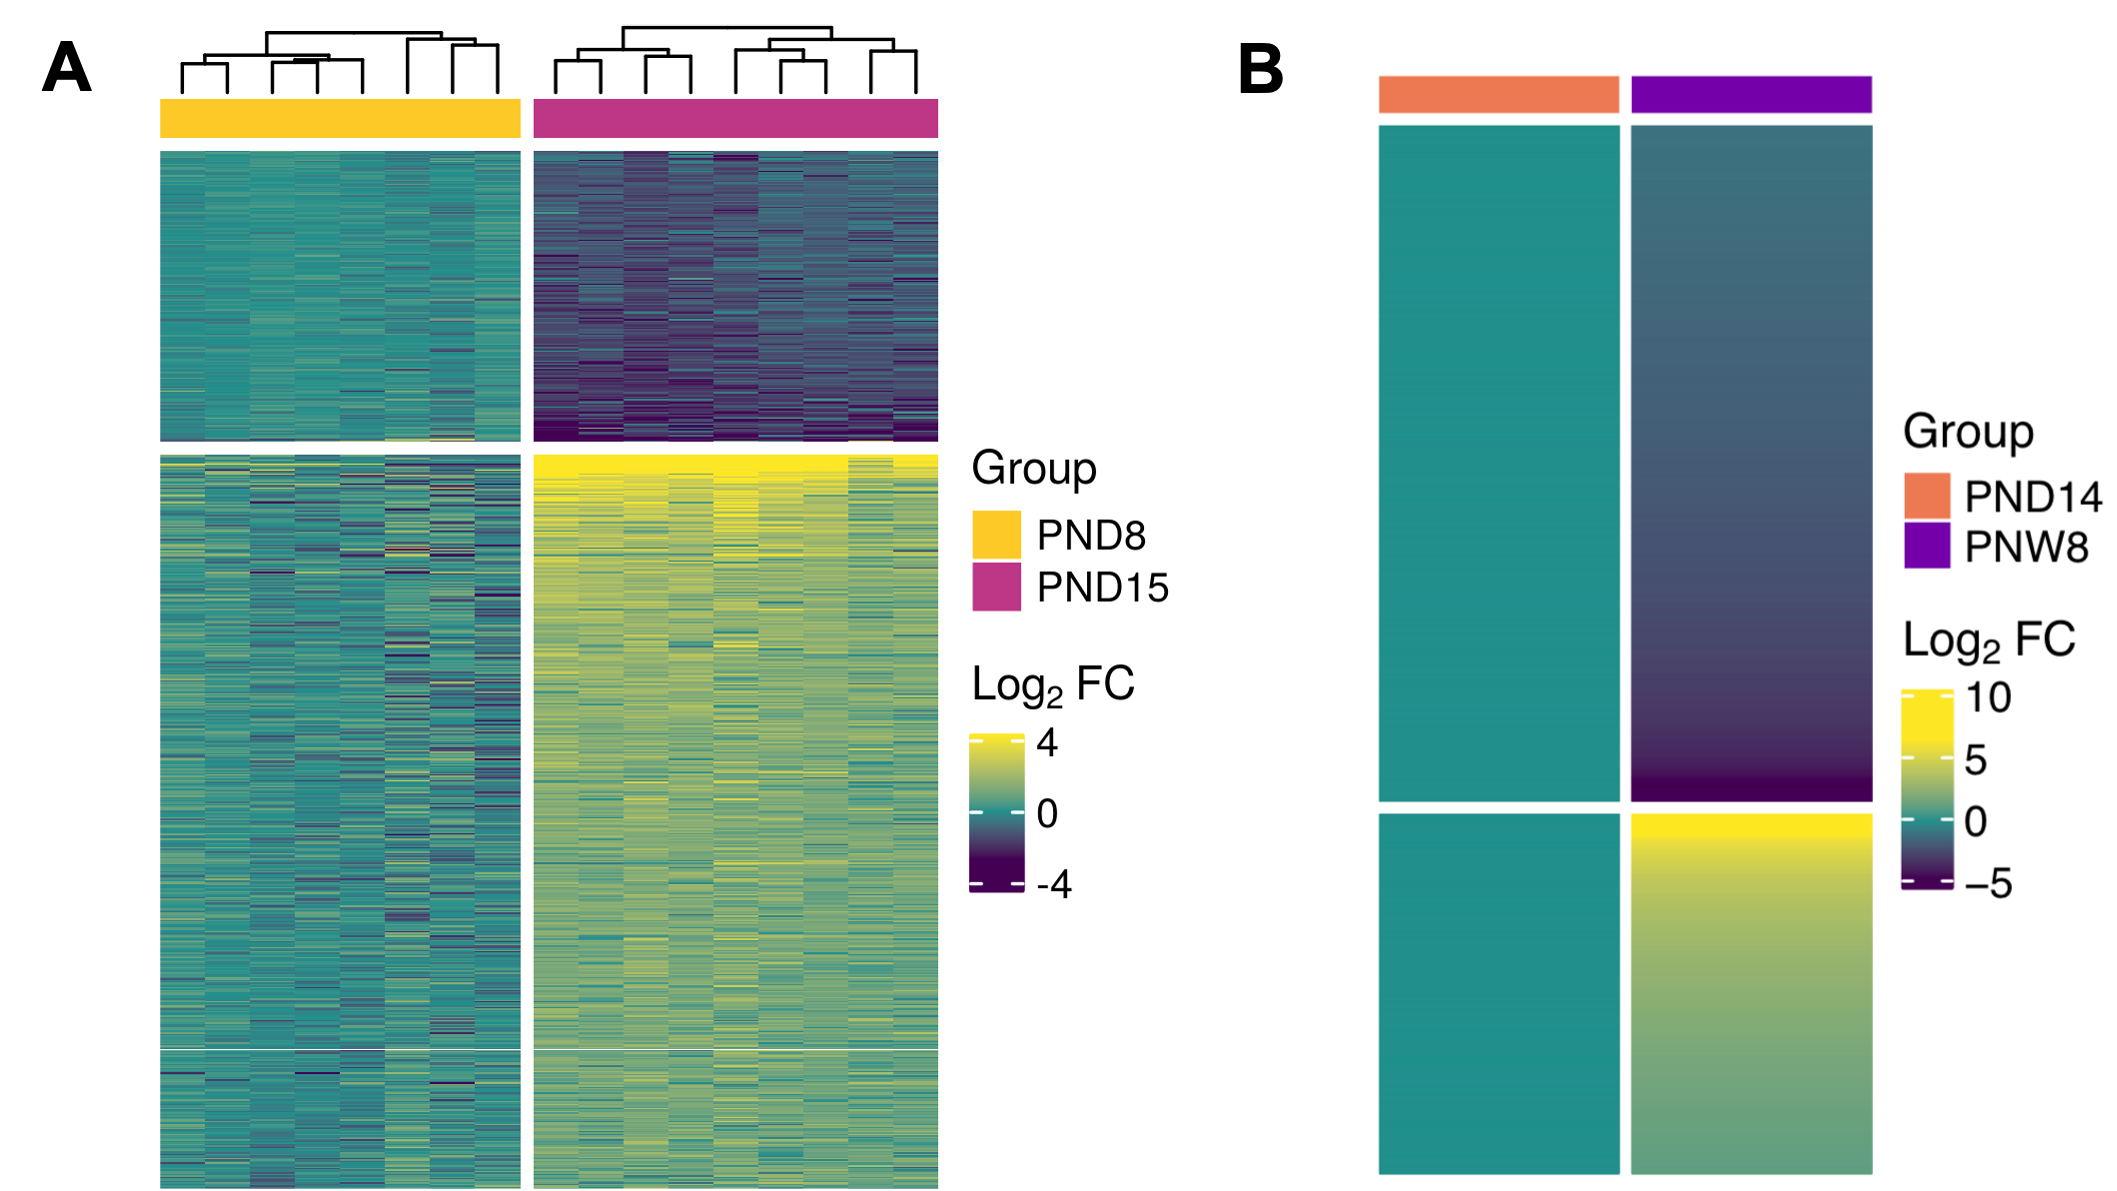 A
Group
PND8
PND15
Log₂ FC
4
0
-4
B
Group
PND14
PNW8
Log₂ FC
10
5
0
−5